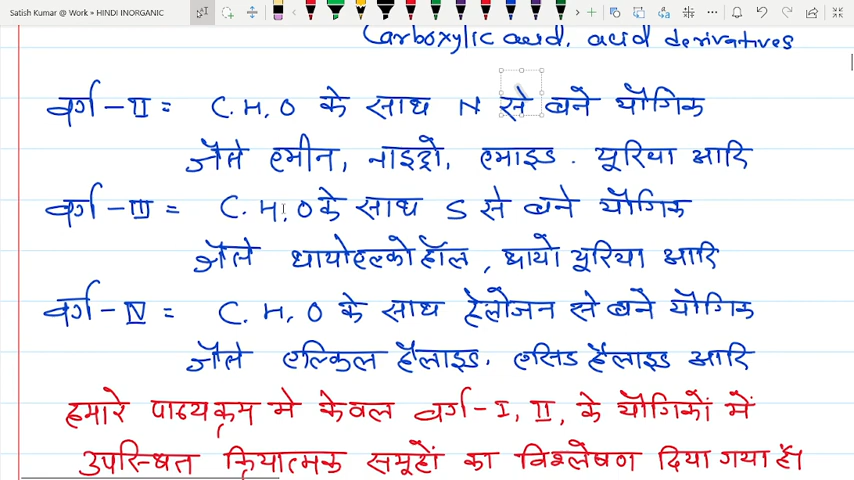 Satish Kumar @ Work » HINDI INORGANIC
Carboxylic acid, acid derivatives
वर्ग - II = C, H, O के साथ N से बने यौगिक
जैसे एमीन, नाइट्रो, एमाइड . यूरिया आदि
वर्ग - III = C. H, O के साथ S से बने यौगिक
जैसे थायोएल्कोहॉल , थायो यूरिया आदि
वर्ग - IV = C. H, O के साथ हैलोजन से बने यौगिक
जैसे एल्किल हैलाइड. एसिड हैलाइड आदि
हमारे पाठ्यक्रम मे केवल वर्ग - I, II, के यौगिकों में
उपस्थित क्रियात्मक समूहों का विश्लेषण दिया गया है।